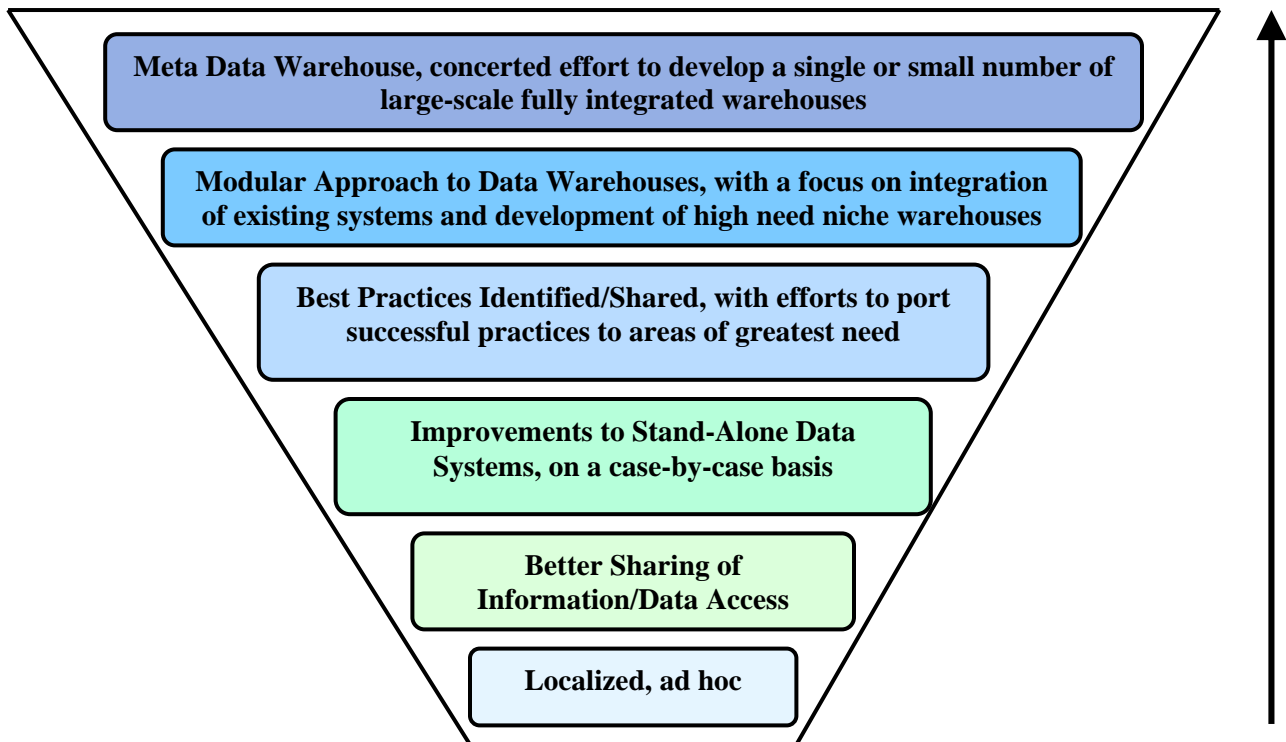 Meta Data Warehouse, concerted effort to develop a single or small number of
large-scale fully integrated warehouses
Modular Approach to Data Warehouses, with a focus on integration
of existing systems and development of high need niche warehouses
Best Practices Identified/Shared, with efforts to port
successful practices to areas of greatest need
Improvements to Stand-Alone Data
Systems, on a case-by-case basis
Better Sharing of
Information/Data Access
Localized, ad hoc